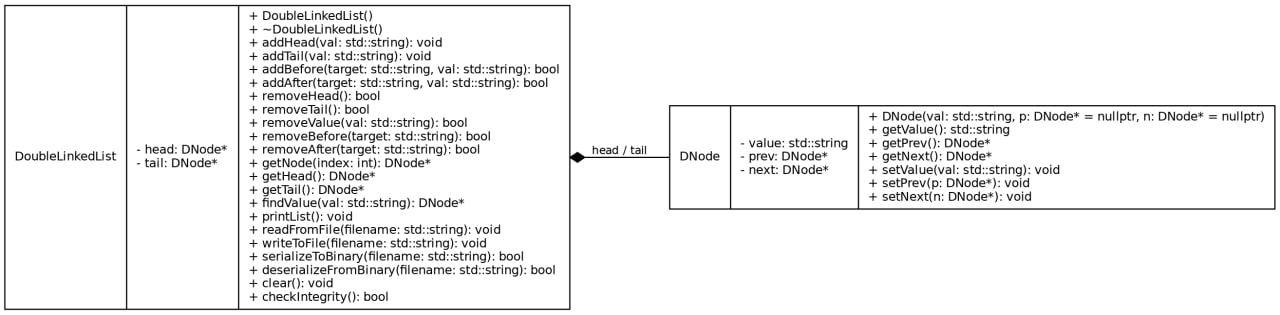 DoubleLinkedList
- head: DNode*
- tail: DNode*
+ DoubleLinkedList()
+ ~DoubleLinkedList()
+ addHead(val: std::string): void
+ addTail(val: std::string): void
+ addBefore(target: std::string, val: std::string): bool
+ addAfter(target: std::string, val: std::string): bool
+ removeHead(): bool
+ removeTail(): bool
+ removeValue(val: std::string): bool
+ removeBefore(target: std::string): bool
+ removeAfter(target: std::string): bool
+ getNode(index: int): DNode*
+ getHead(): DNode*
+ getTail(): DNode*
+ findValue(val: std::string): DNode*
+ printList(): void
+ readFromFile(filename: std::string): void
+ writeToFile(filename: std::string): void
+ serializeToBinary(filename: std::string): bool
+ deserializeFromBinary(filename: std::string): bool
+ clear(): void
+ checkIntegrity(): bool
head / tail
DNode
- value: std::string
- prev: DNode*
- next: DNode*
+ DNode(val: std::string, p: DNode* = nullptr, n: DNode* = nullptr)
+ getValue(): std::string
+ getPrev(): DNode*
+ getNext(): DNode*
+ setValue(val: std::string): void
+ setPrev(p: DNode*): void
+ setNext(n: DNode*): void